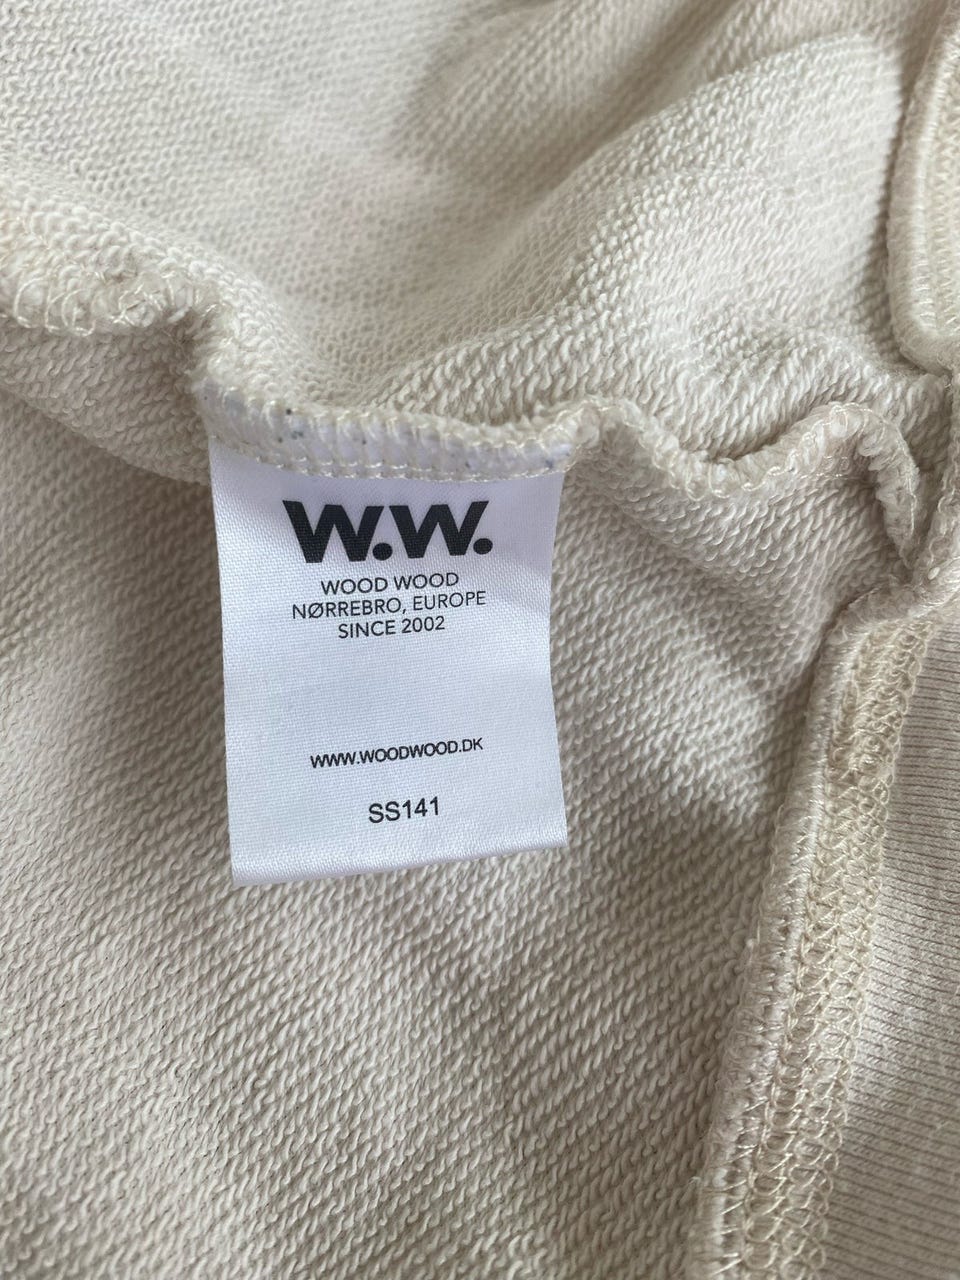 W.W.
WOOD WOOD
NØRREBRO, EUROPE
SINCE 2002
WWW.WOODWOOD.DK
SS141